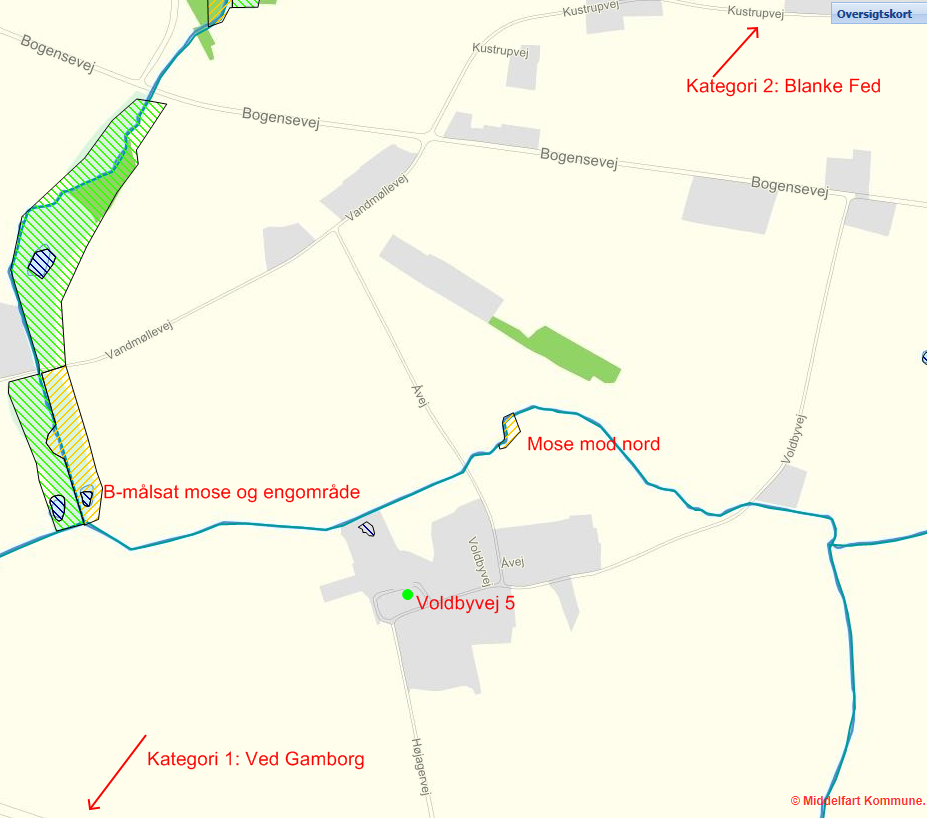 Kustrupvej
Kustrupvej
Oversigtskort
Bogensevej
Kustrupvej
Kategori 2: Blanke Fed
Bogensevej
Bogensevej
Bogensevej
Vandmøllevej
Vandmøllevej
Åvej
Mose mod nord
Voldbyvej
B-målsat mose og engområde
Voldbyvej
Åvej
Voldbyvej 5
Højagervej
Kategori 1: Ved Gamborg
© Middelfart Kommune.